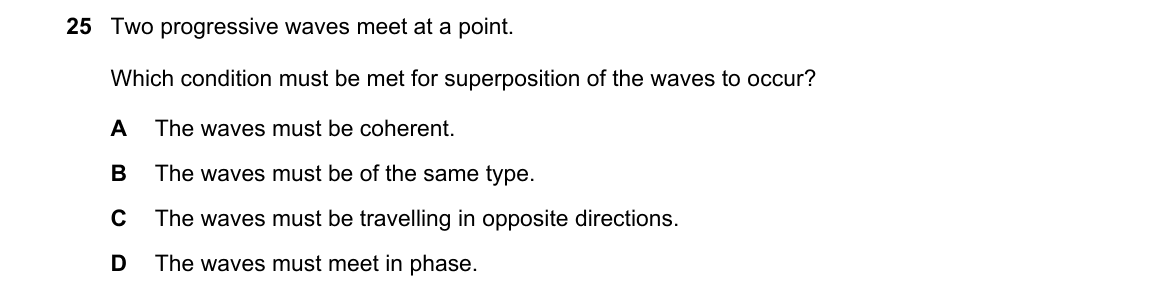 25 Two progressive waves meet at a point.
Which condition must be met for superposition of the waves to occur?
A The waves must be coherent.
B The waves must be of the same type.
C The waves must be travelling in opposite directions.
D The waves must meet in phase.